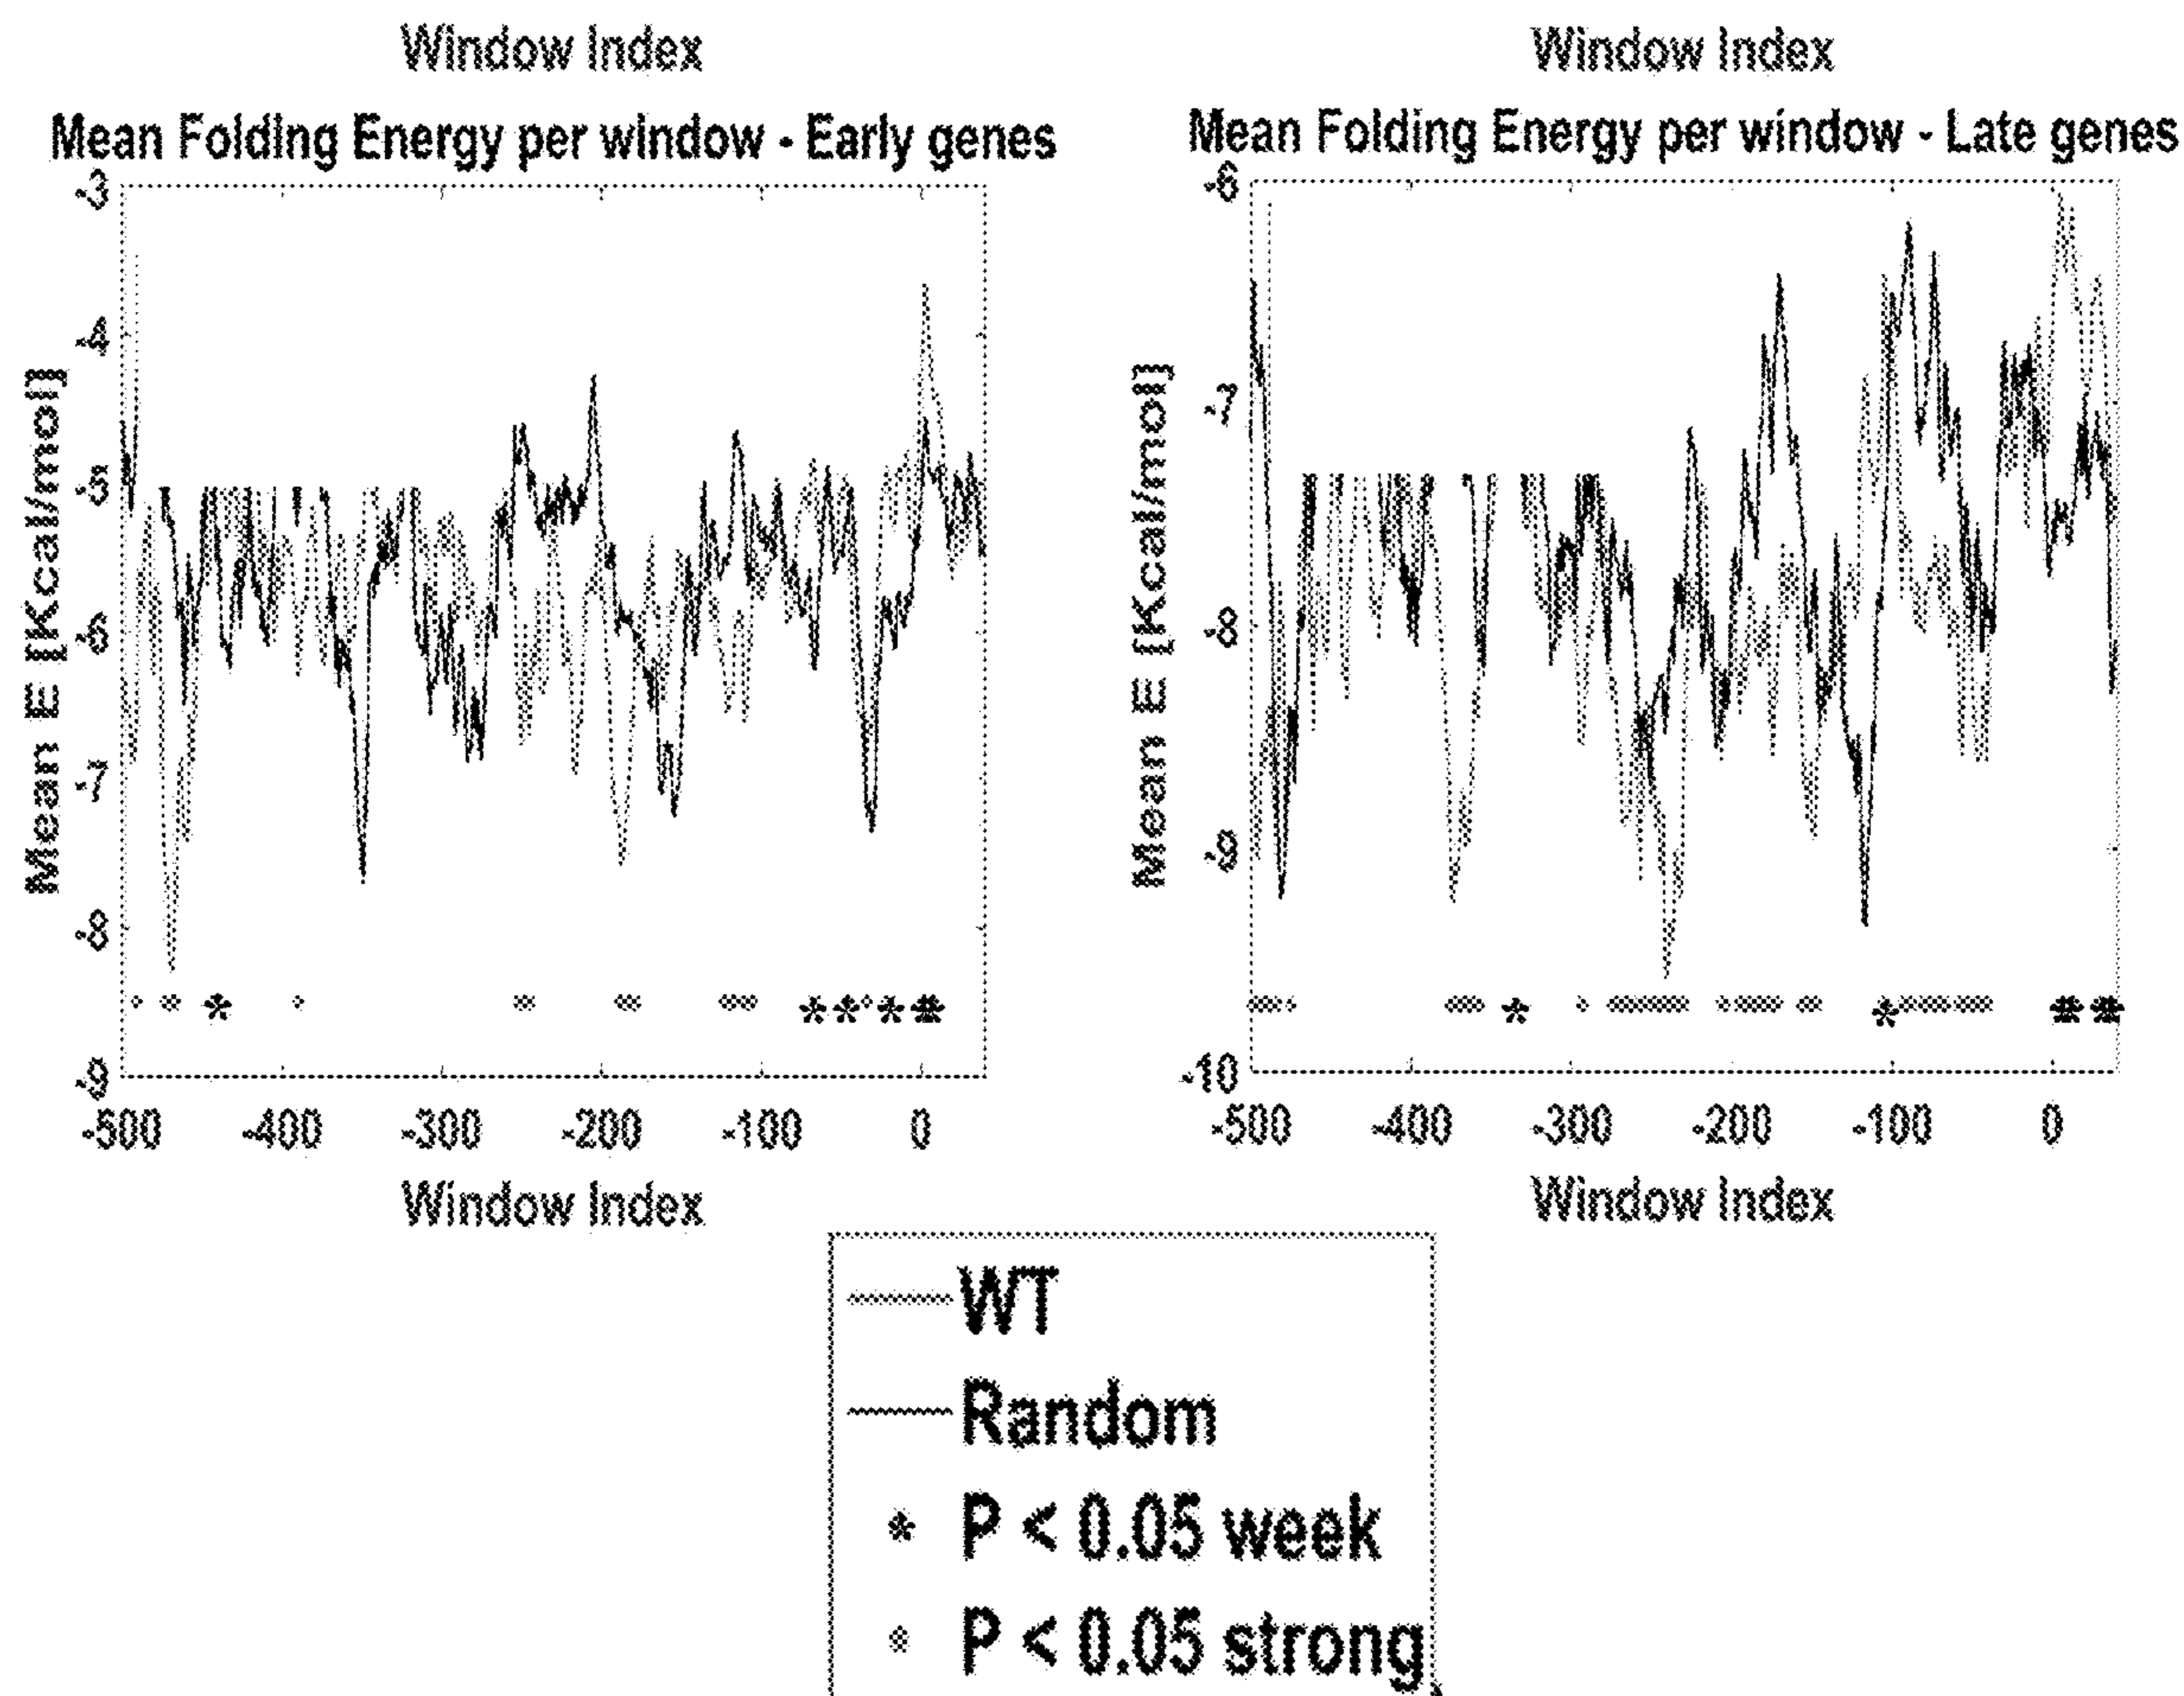 Window Index
Window Index
Mean Folding Energy per window - Early genes
Mean Folding Energy per window - Late genes
Mean E [Kcal/mol]
-3
-4
-5
-6
-7
-8
-9
-500 -400 -300 -200 -100 0
Window Index
Mean E [Kcal/mol]
-6
-7
-8
-9
-10
-500 -400 -300 -200 -100 0
Window Index
WT
Random
* P < 0.05 week
P < 0.05 strong